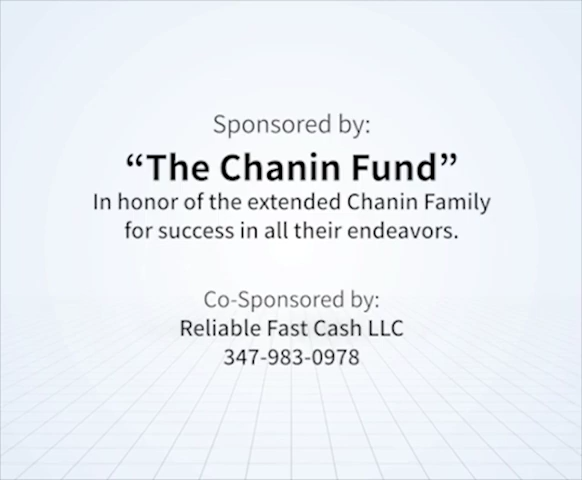 Sponsored by:
“The Chanin Fund”
In honor of the extended Chanin Family
for success in all their endeavors.
Co-Sponsored by:
Reliable Fast Cash LLC
347-983-0978